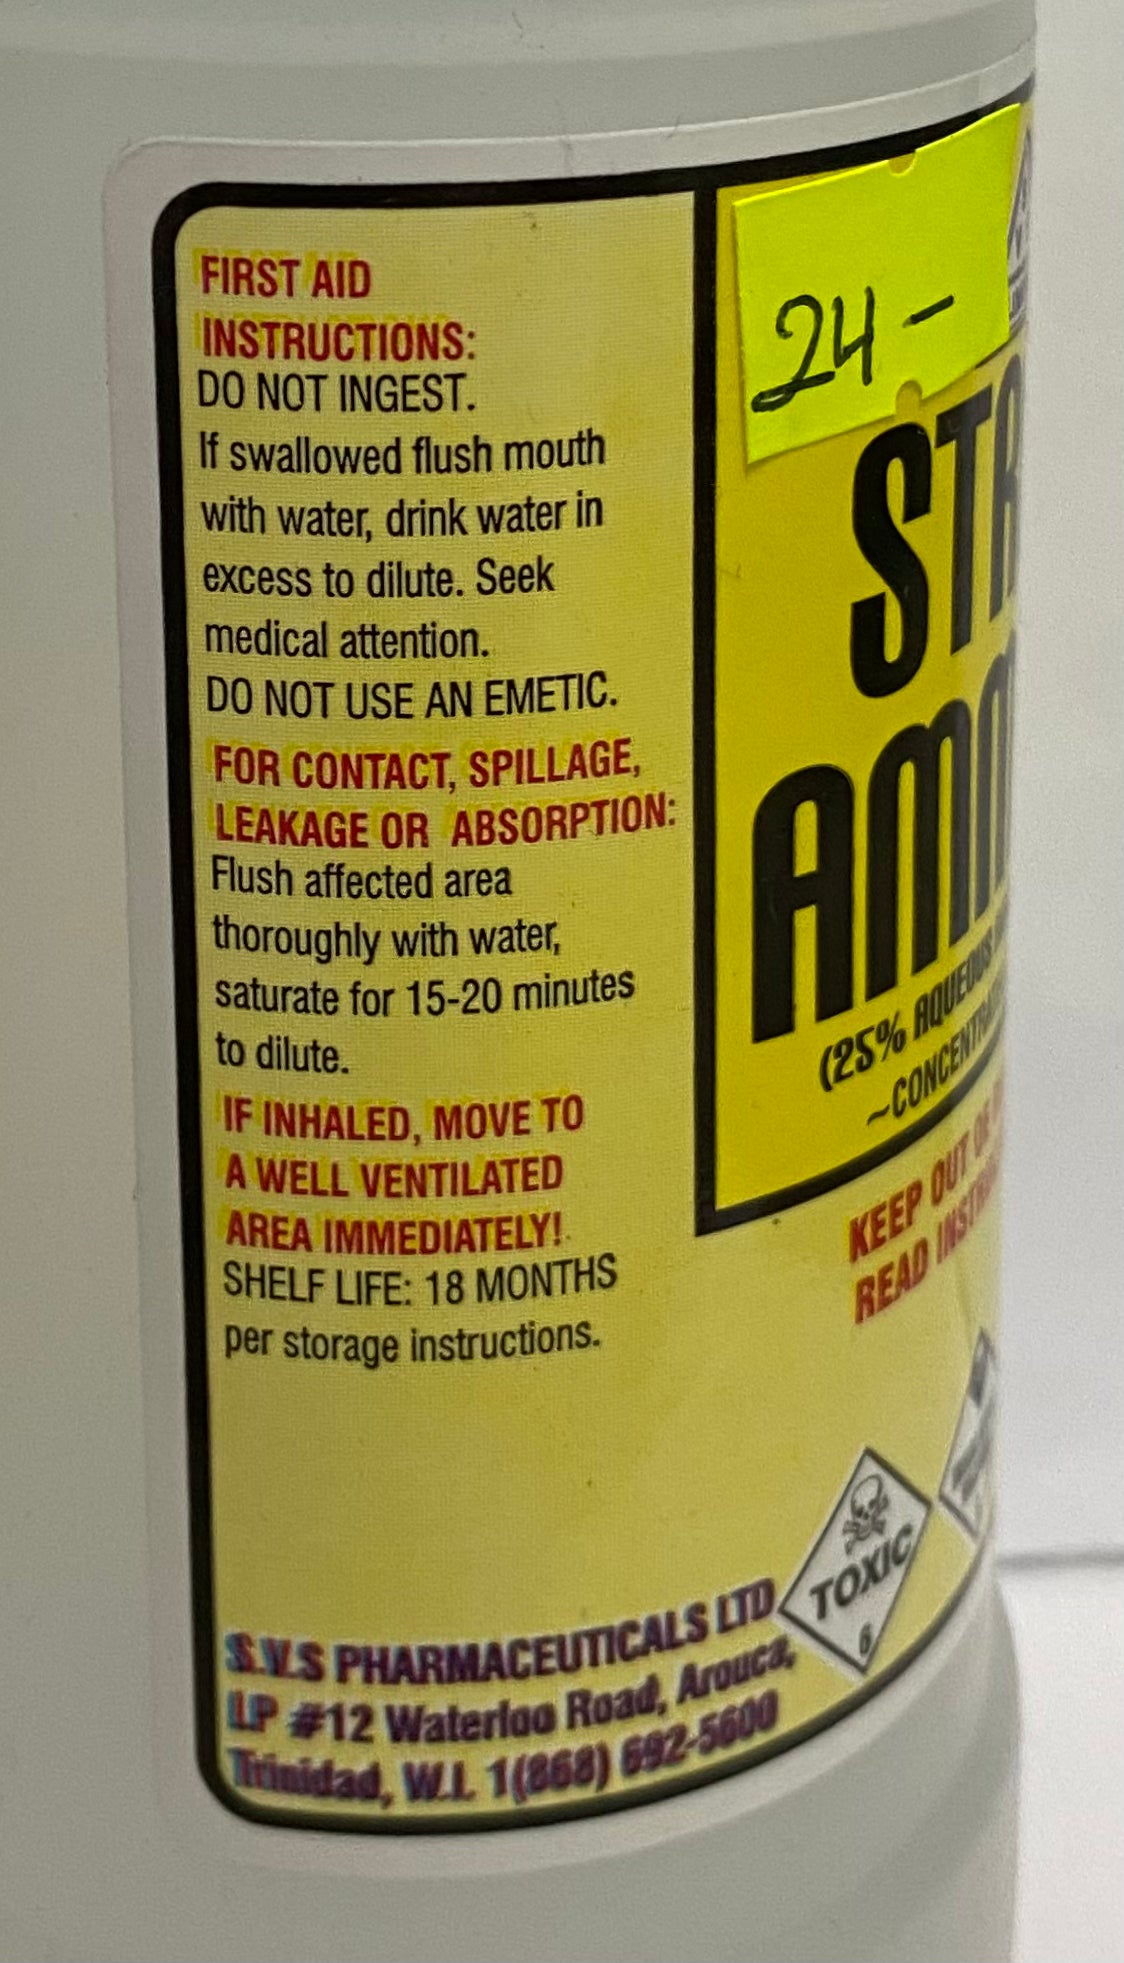 FIRST AID
INSTRUCTIONS:
DO NOT INGEST.
If swallowed flush mouth
with water, drink water in
excess to dilute. Seek
medical attention.
DO NOT USE AN EMETIC.
FOR CONTACT, SPILLAGE,
LEAKAGE OR ABSORPTION:
Flush affected area
thoroughly with water,
saturate for 15-20 minutes
to dilute.
IF INHALED, MOVE TO
A WELL VENTILATED
AREA IMMEDIATELY!
SHELF LIFE: 18 MONTHS
per storage instructions.
S.V.S PHARMACEUTICALS LTD
LP #12 Waterloo Road, Arouca,
Trinidad, W.I. 1(868) 692-5600
24-
(25% AQUEOUS
KEEP OUT OF
READ
TOXIC
6